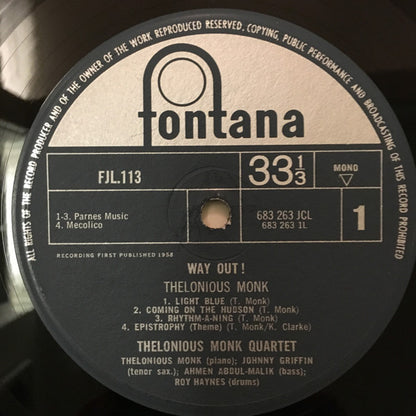 ALL RIGHTS OF THE RECORD PRODUCER AND OF THE OWNER OF THE WORK REPRODUCED RESERVED. COPYING, PUBLIC PERFORMANCE AND BROADCASTING OF THIS RECORD PROHIBITED
fontana
FJL.113
33 1/3
MONO
1-3. Parnes Music
4. Mecolico
683 263 JCL
683 263 1L
1
RECORDING FIRST PUBLISHED 1958
WAY OUT!
THELONIOUS MONK
1. LIGHT BLUE (T. Monk)
2. COMING ON THE HUDSON (T. Monk)
3. RHYTHM-A-NING (T. Monk)
4. EPISTROPHY (Theme) (T. Monk/K. Clarke)
THELONIOUS MONK QUARTET
THELONIOUS MONK (piano); JOHNNY GRIFFIN
(tenor sax.); AHMEN ABDUL-MALIK (bass);
ROY HAYNES (drums)